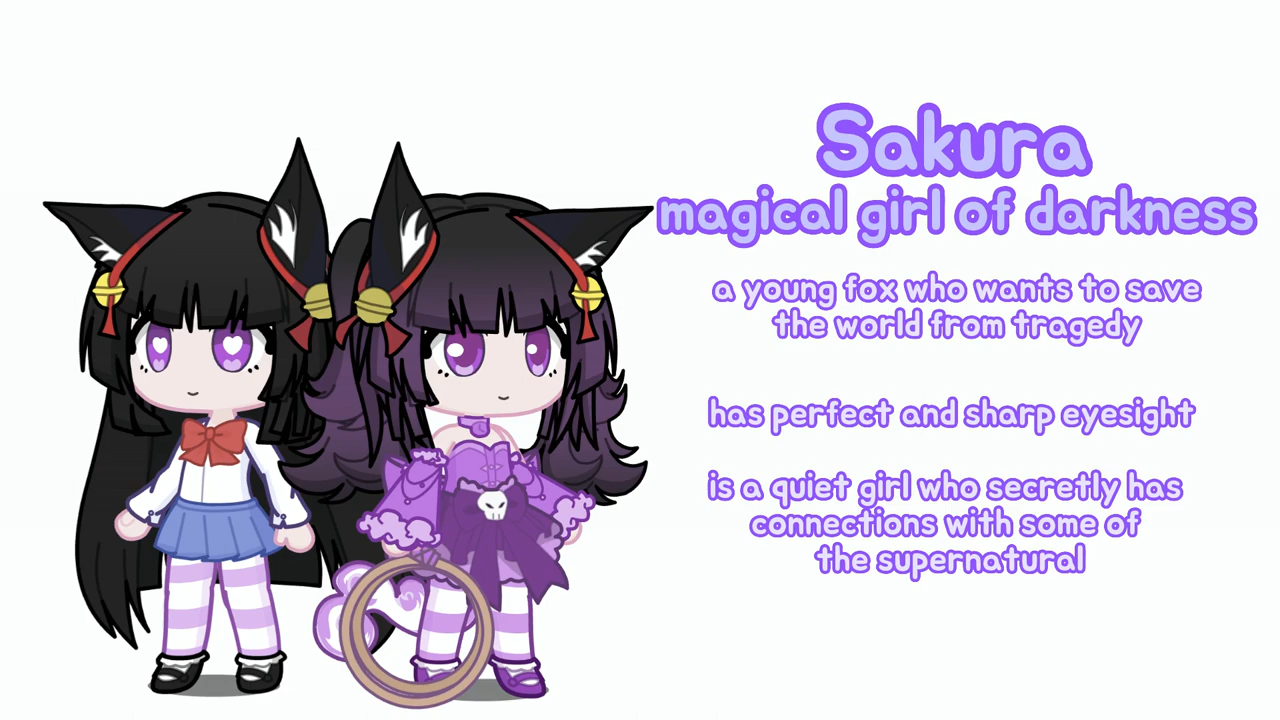 Sakura
magical girl of darkness
a young fox who wants to save
the world from tragedy
has perfect and sharp eyesight
is a quiet girl who secretly has
connections with some of
the supernatural